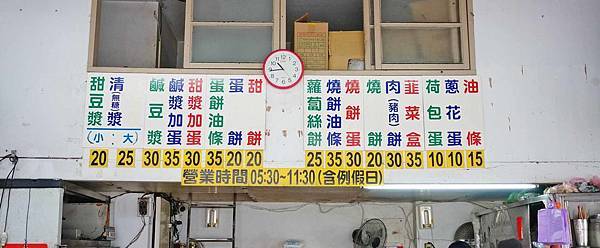 甜豆漿
清(無糖)漿
(小：大)
20
25
鹹豆漿
30
鹹漿加蛋
35
甜漿加蛋
30
蛋餅油條
35
蛋餅
20
甜餅
20
蘿蔔絲餅
25
燒餅油條
35
燒餅蛋
30
燒餅
20
肉(豬肉)餅
30
韮菜盒
35
荷包蛋
10
蔥花蛋
10
油條
15
營業時間05:30~11:30(含例假日)